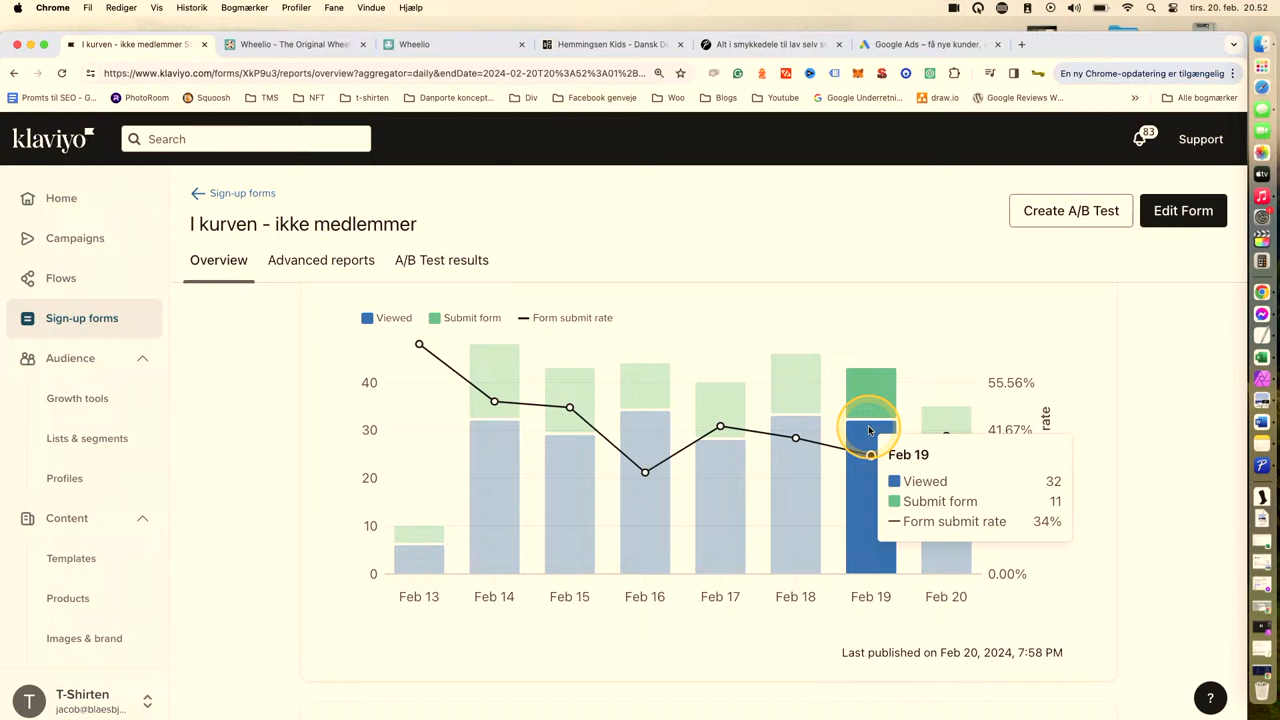 Chrome Fil Rediger Vis Historik Bogmærker Profiler Fane Vindue Hjælp tirs. 20. feb. 20.52
I kurven - ikke medlemmer S Wheelio - The Original Whee Wheelio Hemmingsen Kids - Dansk De Alt i smykkedele til lav selv s Google Ads – få nye kunder,
https://www.klaviyo.com/forms/XkP9u3/reports/overview?aggregator=daily&endDate=2024-02-20T20%3A52%3A01%2B... En ny Chrome-opdatering er tilgængelig
Promts til SEO - G... PhotoRoom Squoosh TMS NFT t-shirten Danporte koncept... Div Facebook genveje Woo Blogs Youtube Google Underretni... draw.io Google Reviews W... » Alle bogmærker
klaviyo Search 83 Support
Home
Campaigns
Flows
Sign-up forms
Audience
Growth tools
Lists & segments
Profiles
Content
Templates
Products
Images & brand
T T-Shirten
jacob@blaesbj...
Sign-up forms
I kurven - ikke medlemmer
Create A/B Test Edit Form
Overview Advanced reports A/B Test results
Viewed Submit form Form submit rate
40 55.56%
30 41.67%
20
10
0 0.00%
rate
Feb 19
Viewed 32
Submit form 11
Form submit rate 34%
Feb 13 Feb 14 Feb 15 Feb 16 Feb 17 Feb 18 Feb 19 Feb 20
Last published on Feb 20, 2024, 7:58 PM
?